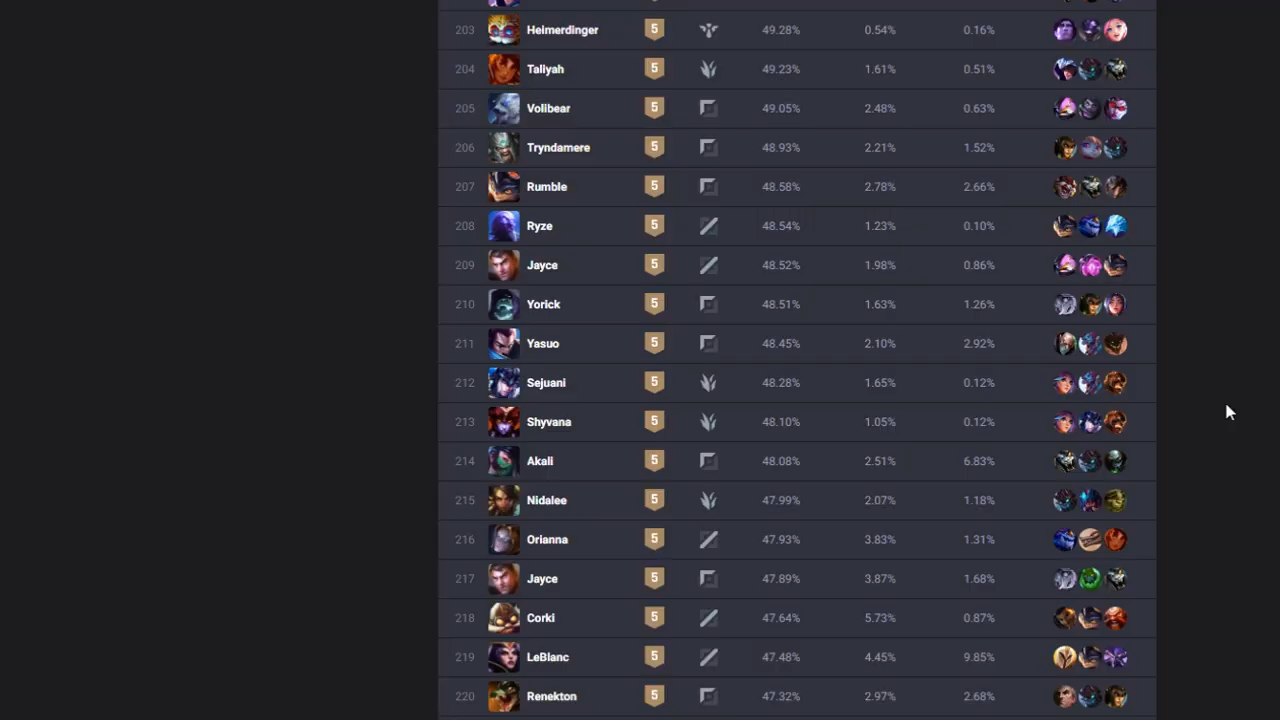 203 Heimerdinger 5 49.28% 0.54% 0.16%
204 Taliyah 5 49.23% 1.61% 0.51%
205 Volibear 5 49.05% 2.48% 0.63%
206 Tryndamere 5 48.93% 2.21% 1.52%
207 Rumble 5 48.58% 2.78% 2.66%
208 Ryze 5 48.54% 1.23% 0.10%
209 Jayce 5 48.52% 1.98% 0.86%
210 Yorick 5 48.51% 1.63% 1.26%
211 Yasuo 5 48.45% 2.10% 2.92%
212 Sejuani 5 48.28% 1.65% 0.12%
213 Shyvana 5 48.10% 1.05% 0.12%
214 Akali 5 48.08% 2.51% 6.83%
215 Nidalee 5 47.99% 2.07% 1.18%
216 Orianna 5 47.93% 3.83% 1.31%
217 Jayce 5 47.89% 3.87% 1.68%
218 Corki 5 47.64% 5.73% 0.87%
219 LeBlanc 5 47.48% 4.45% 9.85%
220 Renekton 5 47.32% 2.97% 2.68%